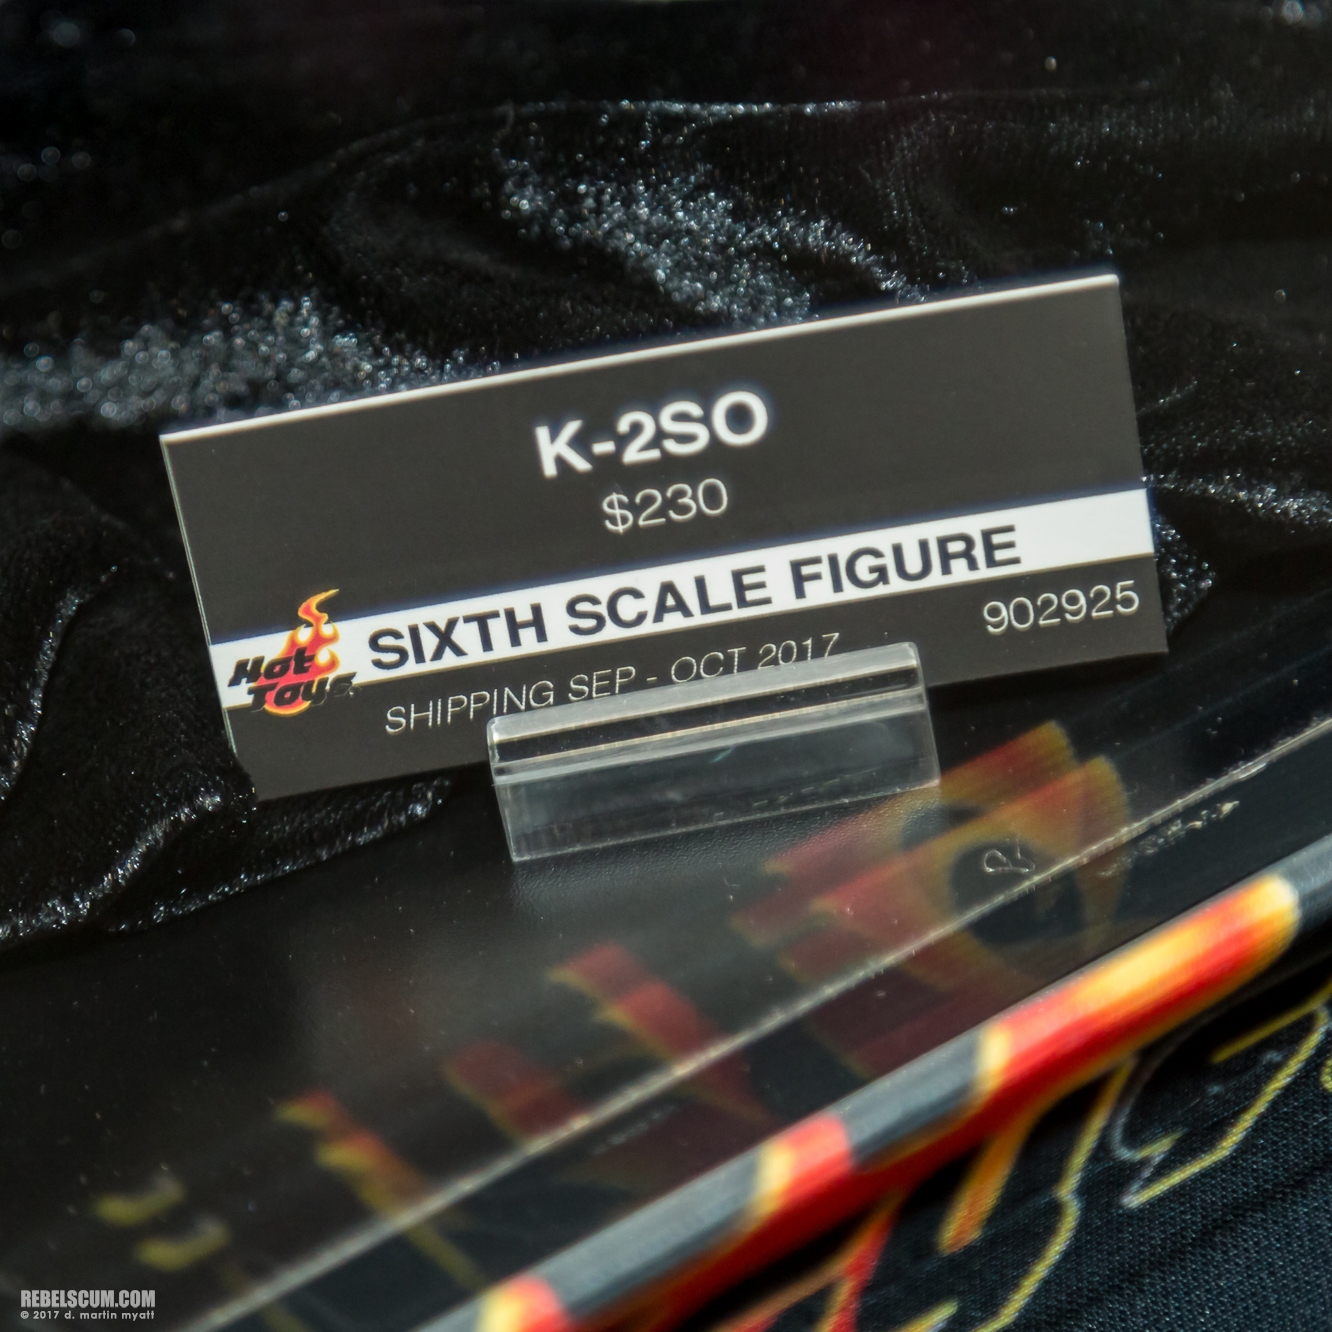 K-2SO
$230
SIXTH SCALE FIGURE
902925
Hot
Toys
SHIPPING SEP - OCT 2017
REBELSCUM.COM
© 2017 d. martin myatt